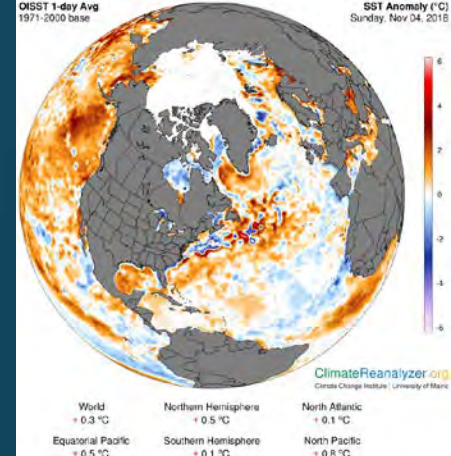 OISST 1-day Avg
1971-2000 base
SST Anomaly (°C)
Sunday, Nov 04, 2018
6
4
2
0
-2
-4
-6
ClimateReanalyzer.org
Climate Change Institute | University of Maine
World
+ 0.3 °C
Northern Hemisphere
+ 0.5 °C
North Atlantic
+ 0.1 °C
Equatorial Pacific
+ 0.5 °C
Southern Hemisphere
+ 0.1 °C
North Pacific
+ 0.8 °C